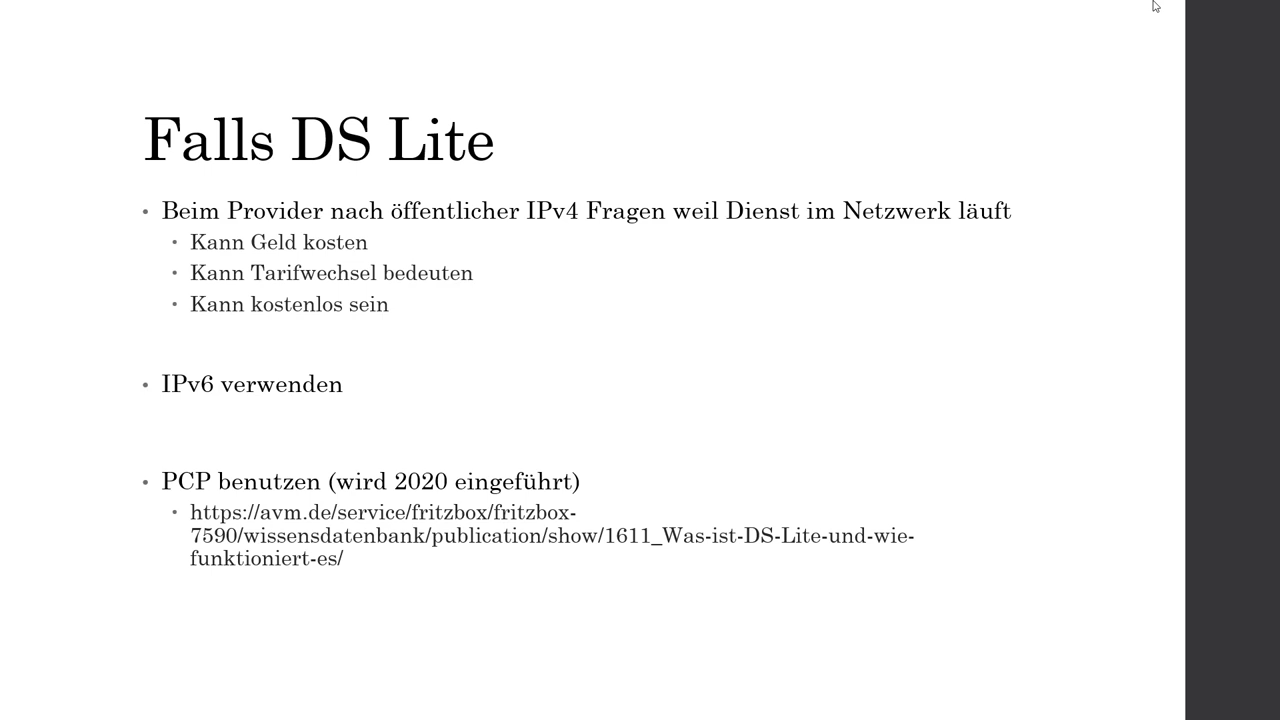 Falls DS Lite
• Beim Provider nach öffentlicher IPv4 Fragen weil Dienst im Netzwerk läuft
• Kann Geld kosten
• Kann Tarifwechsel bedeuten
• Kann kostenlos sein
• IPv6 verwenden
• PCP benutzen (wird 2020 eingeführt)
• https://avm.de/service/fritzbox/fritzbox-
7590/wissensdatenbank/publication/show/1611_Was-ist-DS-Lite-und-wie-
funktioniert-es/